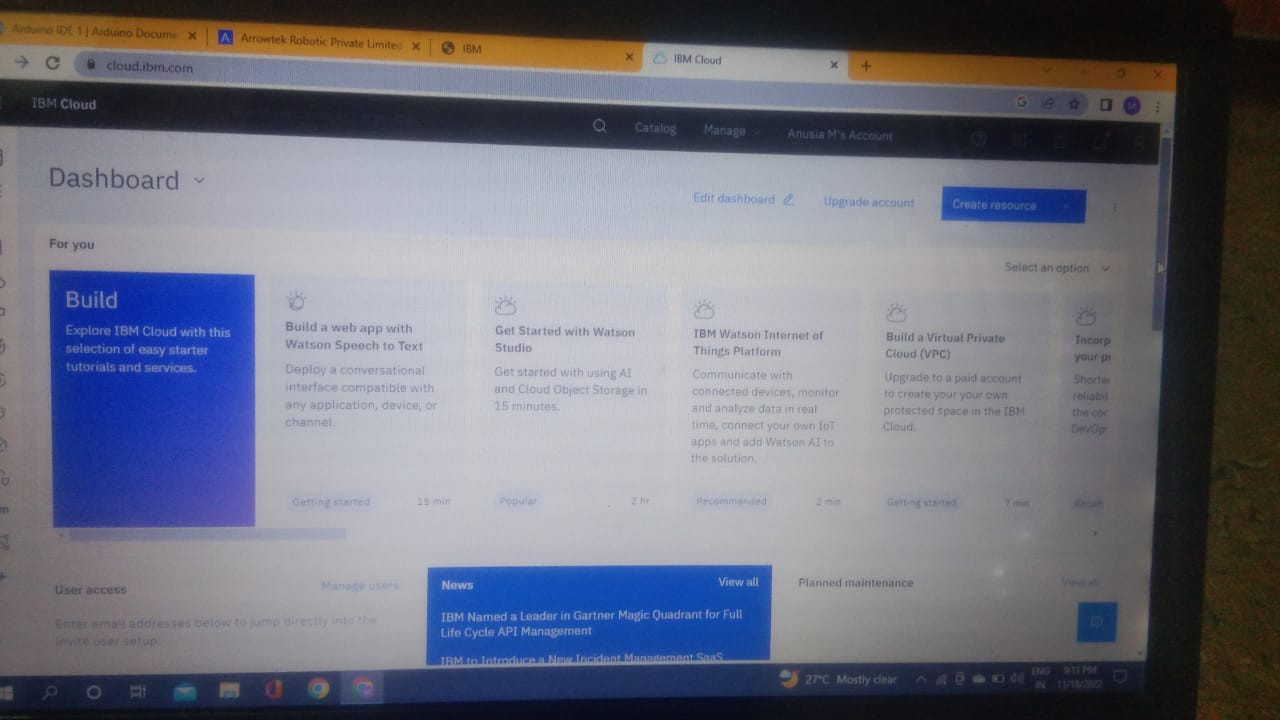 Arduino IDE 1 | Arduino Docume
Arrowtek Robotic Private Limited
IBM
IBM Cloud
cloud.ibm.com
IBM Cloud
Catalog
Manage
Anusia M's Account
Dashboard
Edit dashboard
Upgrade account
Create resource
For you
Select an option
Build
Explore IBM Cloud with this
selection of easy starter
tutorials and services.
Build a web app with
Watson Speech to Text
Deploy a conversational
interface compatible with
any application, device, or
channel.
Getting started
15 min
Get Started with Watson
Studio
Get started with using AI
and Cloud Object Storage in
15 minutes.
Popular
2 hr
IBM Watson Internet of
Things Platform
Communicate with
connected devices, monitor
and analyze data in real
time, connect your own IoT
apps and add Watson AI to
the solution.
Recommended
2 min
Build a Virtual Private
Cloud (VPC)
Upgrade to a paid account
to create your your own
protected space in the IBM
Cloud.
Getting started
7 min
Incorp
your pi
Shorter
reliabil
the cor
DevOp
Recom
User access
Manage users
Enter email addresses below to jump directly into the
invite user setup:
News
View all
IBM Named a Leader in Gartner Magic Quadrant for Full
Life Cycle API Management
IBM to Introduce a New Incident Management SaaS
Planned maintenance
View all
27°C Mostly clear
ENG
IN
9:11 PM
11/18/2022